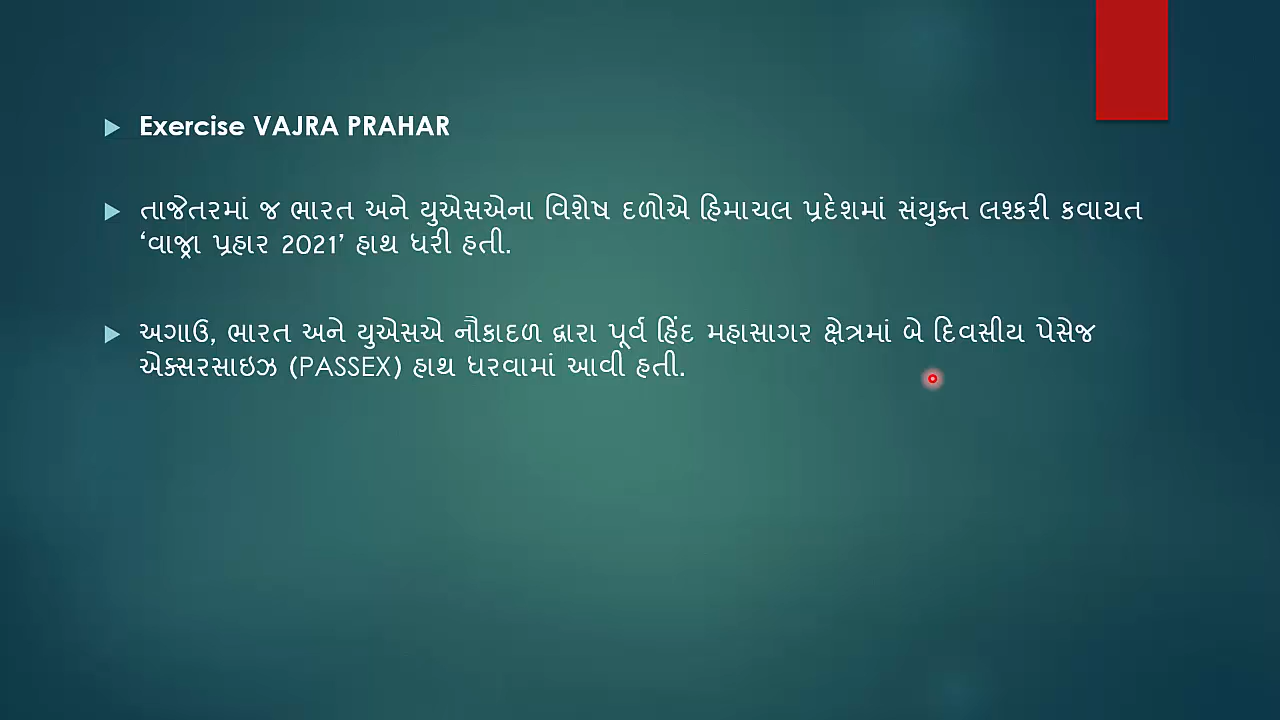 Exercise VAJRA PRAHAR
તાજેતરમાં જ ભારત અને યુએસએના વિશેષ દળોએ હિમાચલ પ્રદેશમાં સંયુક્ત લશ્કરી કવાયત
‘વાજ્રા પ્રહાર 2021’ હાથ ધરી હતી.
અગાઉ, ભારત અને યુએસએ નૌકાદળ દ્વારા પૂર્વ હિંદ મહાસાગર ક્ષેત્રમાં બે દિવસીય પેસેજ
એક્સરસાઇઝ (PASSEX) હાથ ધરવામાં આવી હતી.